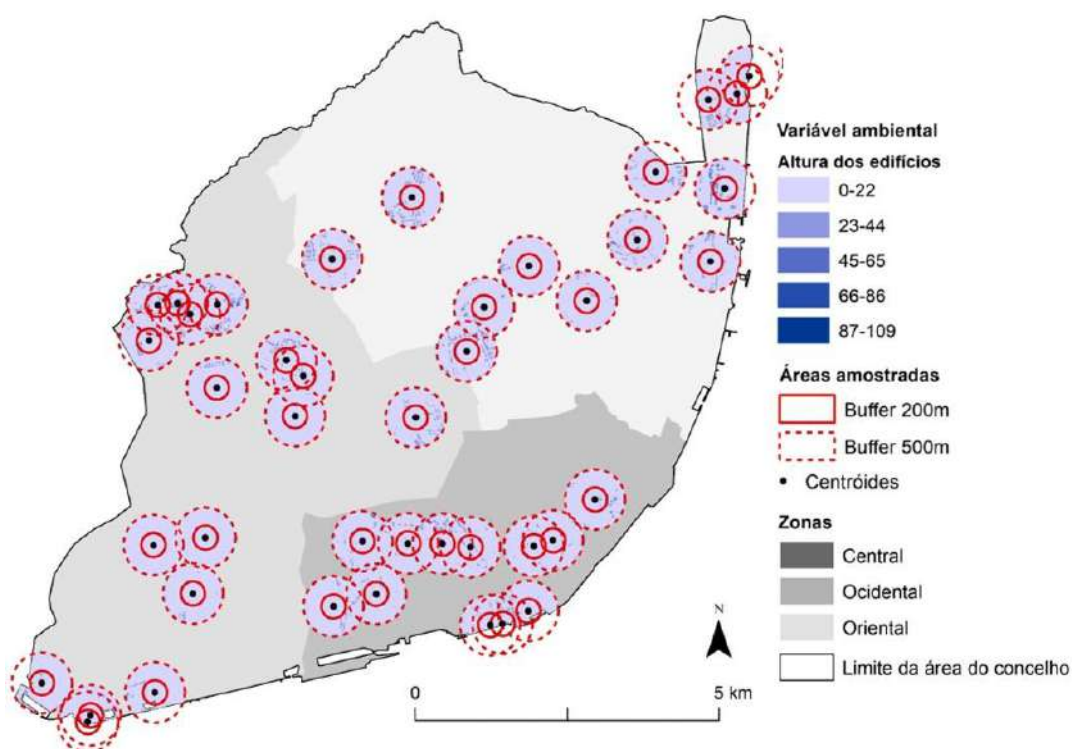 Variável ambiental
Altura dos edifícios
0-22
23-44
45-65
66-86
87-109
Áreas amostradas
Buffer 200m
Buffer 500m
Centróides
Zonas
Central
Ocidental
Oriental
Limite da área do concelho
N
0
5 km